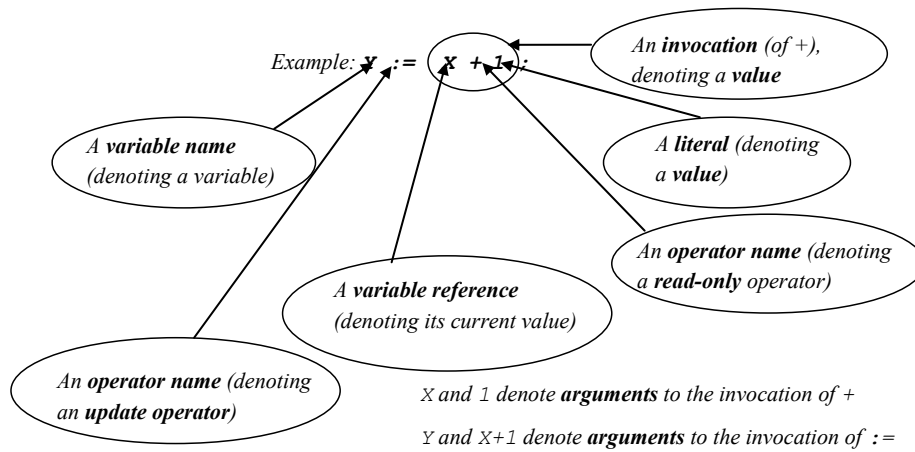 Example: Y := X + 1 ;
An invocation (of +),
denoting a value
A variable name
(denoting a variable)
A literal (denoting
a value)
An operator name (denoting
a read-only operator)
A variable reference
(denoting its current value)
An operator name (denoting
an update operator)
X and 1 denote arguments to the invocation of +
Y and X+1 denote arguments to the invocation of :=